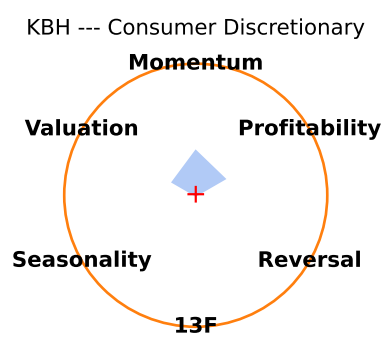 KBH --- Consumer Discretionary
Momentum
Valuation
Profitability
Seasonality
Reversal
13F